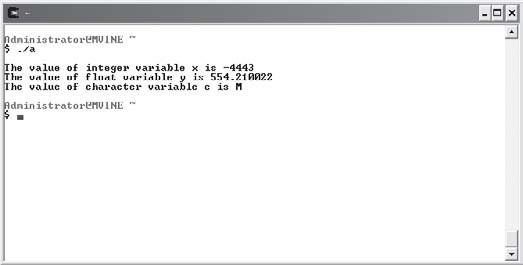 ~
Administrator@MVINE ~
$ ./a
The value of integer variable x is -4443
The value of float variable y is 554.210022
The value of character variable c is M
Administrator@MVINE ~
$